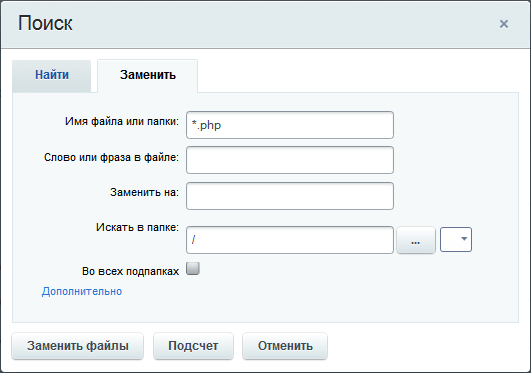 Поиск ×
Найти Заменить
Имя файла или папки: *.php
Слово или фраза в файле:
Заменить на:
Искать в папке: / ...
Во всех подпапках
Дополнительно
Заменить файлы Подсчет Отменить